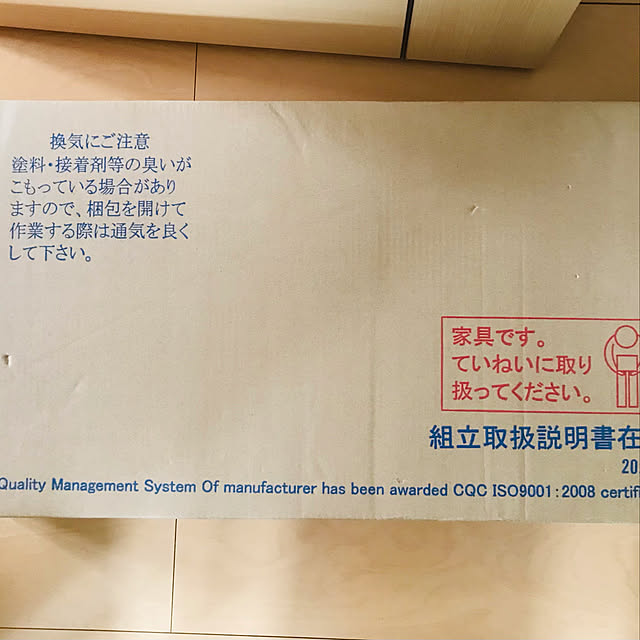 換気にご注意
塗料・接着剤等の臭いが
こもっている場合があり
ますので、梱包を開けて
作業する際は通気を良く
して下さい。
家具です。
ていねいに取り
扱ってください。
組立取扱説明書在
20
Quality Management System Of manufacturer has been awarded CQC ISO9001:2008 certif